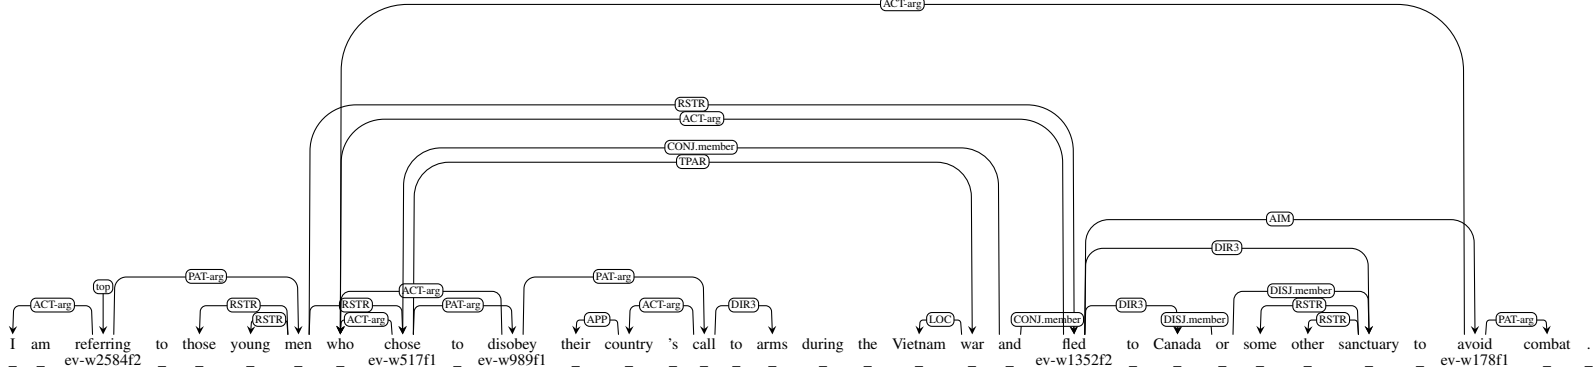 ACT-arg
RSTR
ACT-arg
CONJ.member
TPAR
AIM
DIR3
PAT-arg PAT-arg
top ACT-arg DISJ.member
ACT-arg RSTR RSTR PAT-arg ACT-arg DIR3 DIR3 RSTR
RSTR ACT-arg APP LOC CONJ.member DISJ.member RSTR PAT-arg
I am referring to those young men who chose to disobey their country 's call to arms during the Vietnam war and fled to Canada or some other sanctuary to avoid combat .
_ _ ev-w2584f2 _ _ _ _ _ ev-w517f1 _ ev-w989f1 _ _ _ _ _ _ _ _ _ _ _ ev-w1352f2 _ _ _ _ _ _ _ ev-w178f1 _ _